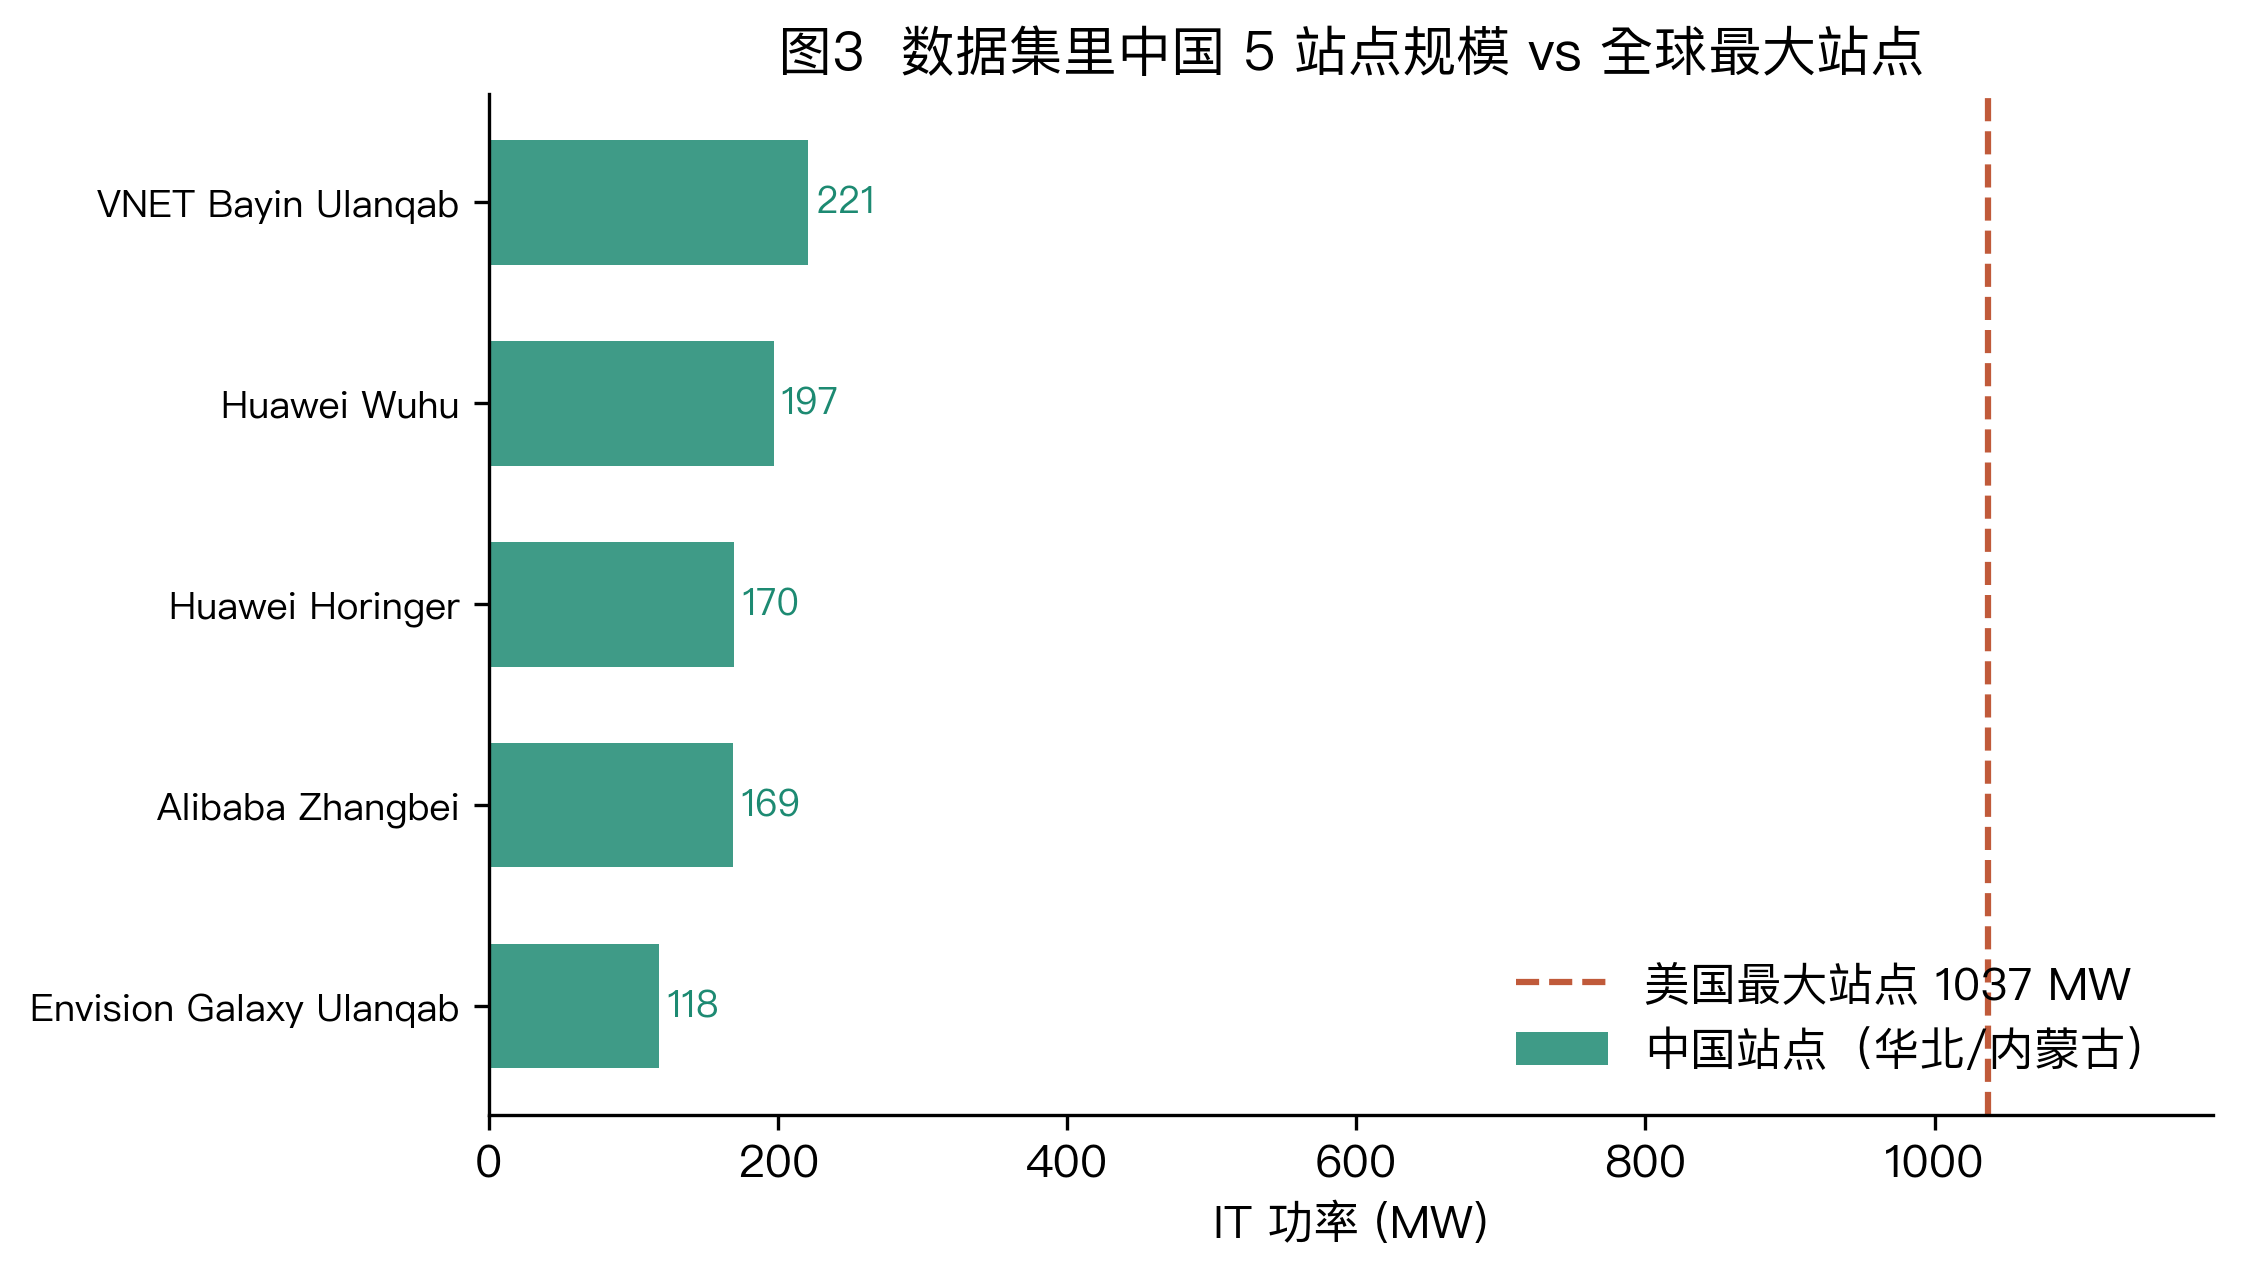 图3 数据集里中国 5 站点规模 vs 全球最大站点
VNET Bayin Ulanqab
221
Huawei Wuhu
197
Huawei Horinger
170
Alibaba Zhangbei
169
Envision Galaxy Ulanqab
118
美国最大站点 1037 MW
中国站点（华北/内蒙古）
0 200 400 600 800 1000
IT 功率 (MW)